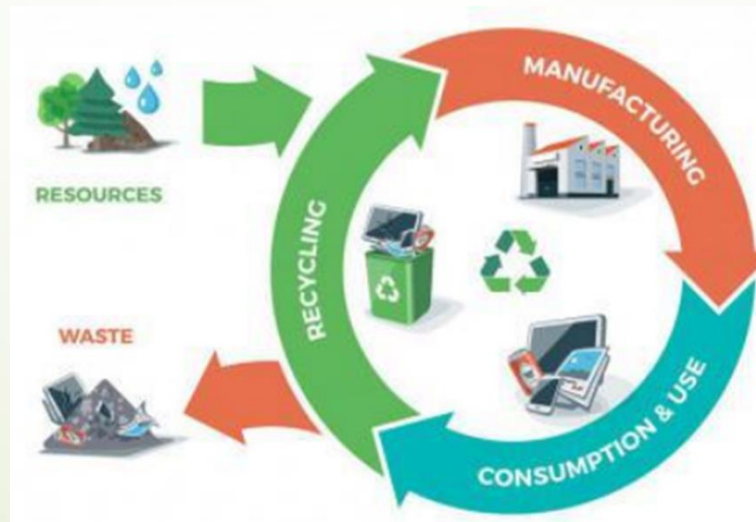 MANUFACTURING
RESOURCES
RECYCLING
WASTE
CONSUMPTION & USE